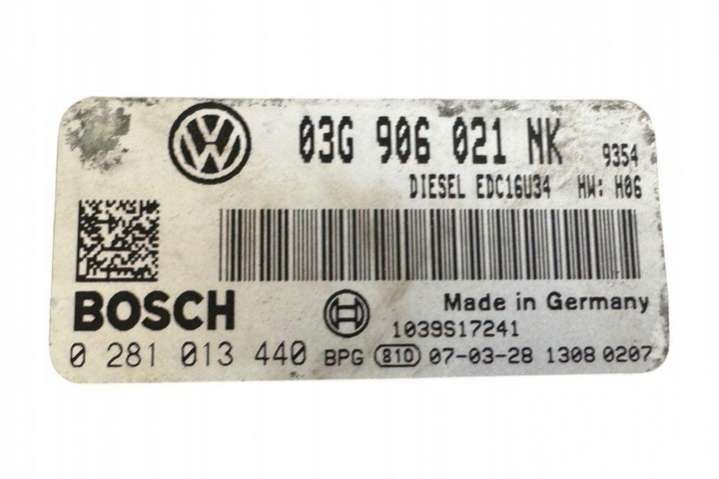 03G 906 021 NK 9354
DIESEL EDC16U34 HW: H06
BOSCH
Made in Germany
1039S17241
0 281 013 440 BPG 810 07-03-28 1308 0207